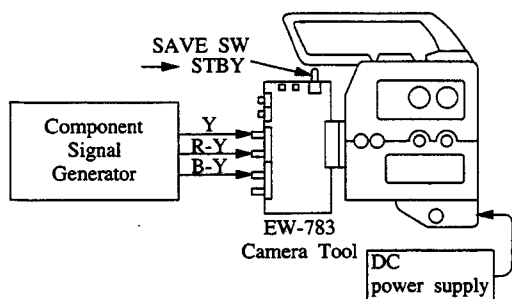 SAVE SW
STBY
Component
Signal
Generator
Y
R-Y
B-Y
EW-783
Camera Tool
DC
power supply